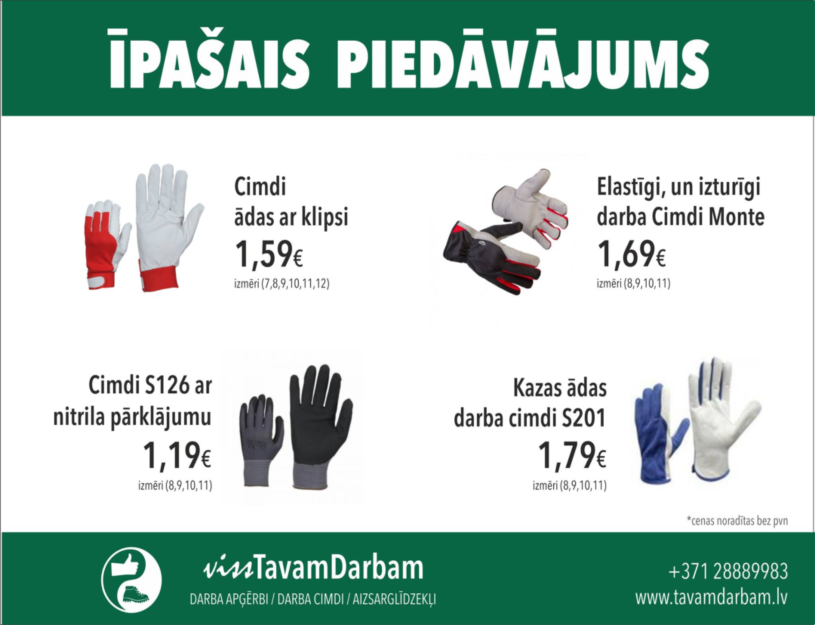 ĪPAŠAIS PIEDĀVĀJUMS
Cimdi
ādas ar klipsi
1,59€
izmēri (7,8,9,10,11,12)
Elastīgi, un izturīgi
darba Cimdi Monte
1,69€
izmēri (8,9,10,11)
Cimdi S126 ar
nitrila pārklājumu
1,19€
izmēri (8,9,10,11)
Kazas ādas
darba cimdi S201
1,79€
izmēri (8,9,10,11)
*cenas noradītas bez pvn
vissTavamDarbam
DARBA APĢĒRBI / DARBA CIMDI / AIZSARGLĪDZEKĻI
+371 28889983
www.tavamdarbam.lv